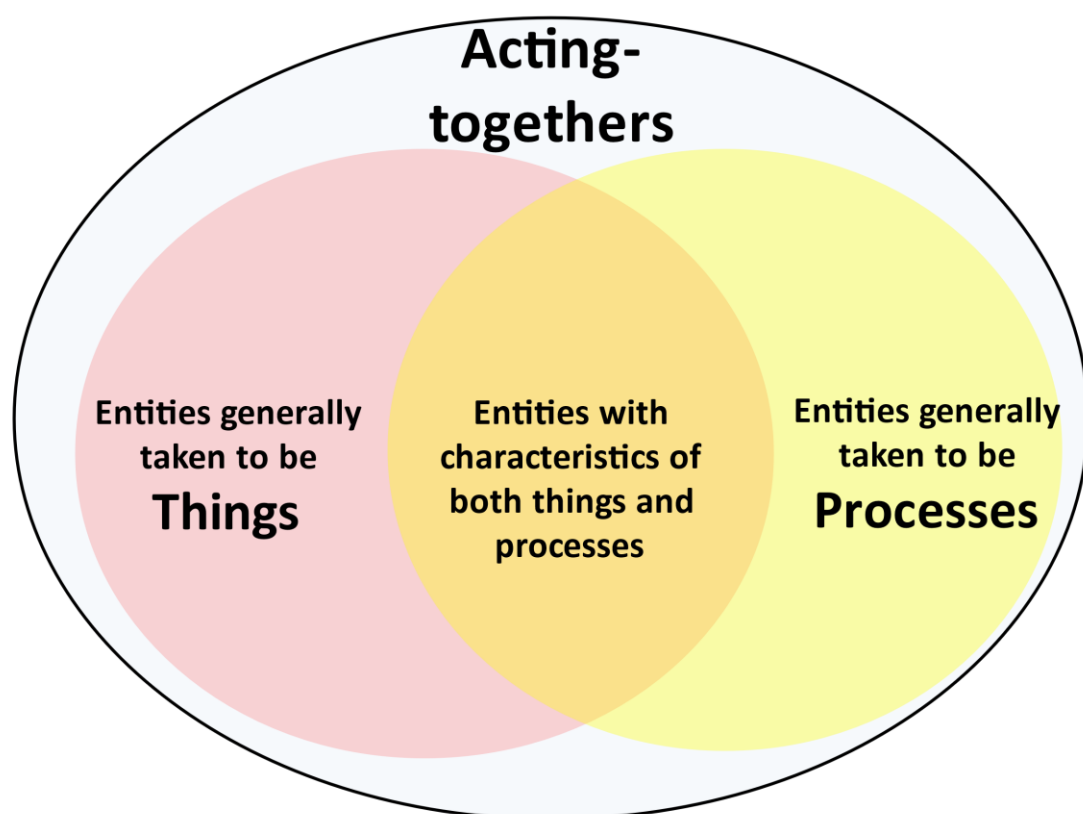 Acting-
togethers
Entities generally
taken to be
Things
Entities with
characteristics of
both things and
processes
Entities generally
taken to be
Processes